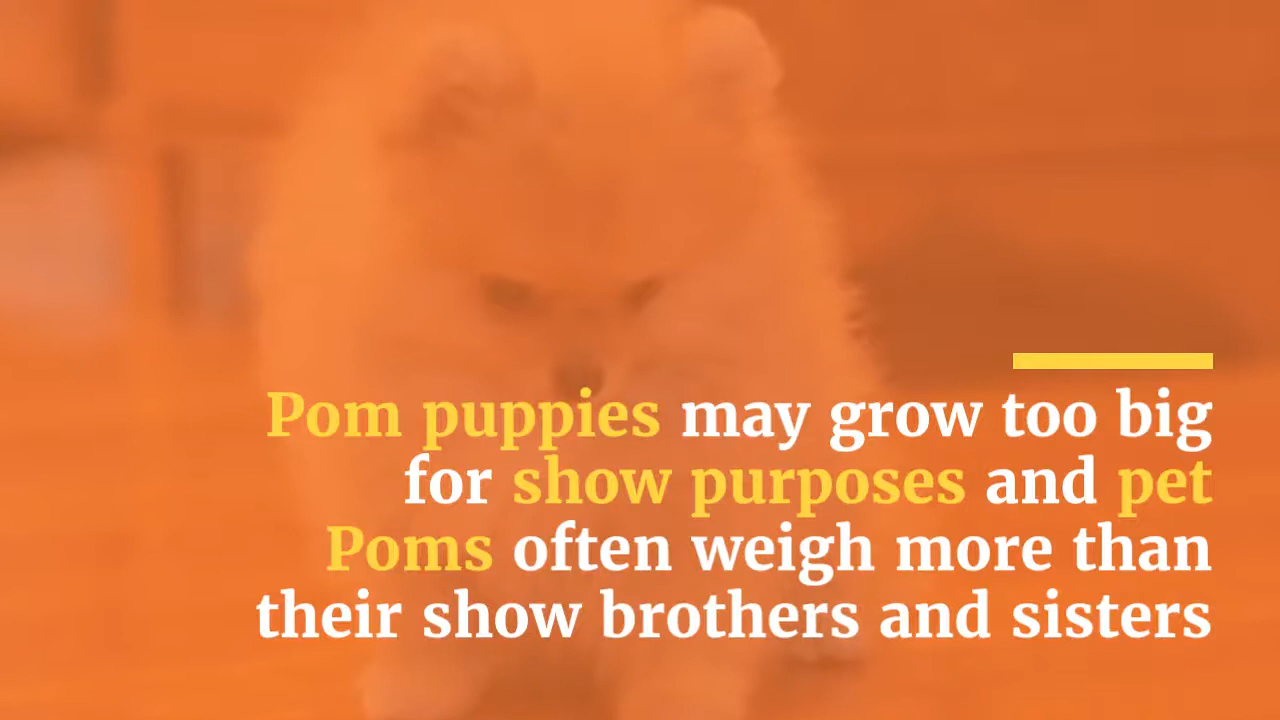 Pom puppies may grow too big
for show purposes and pet
Poms often weigh more than
their show brothers and sisters